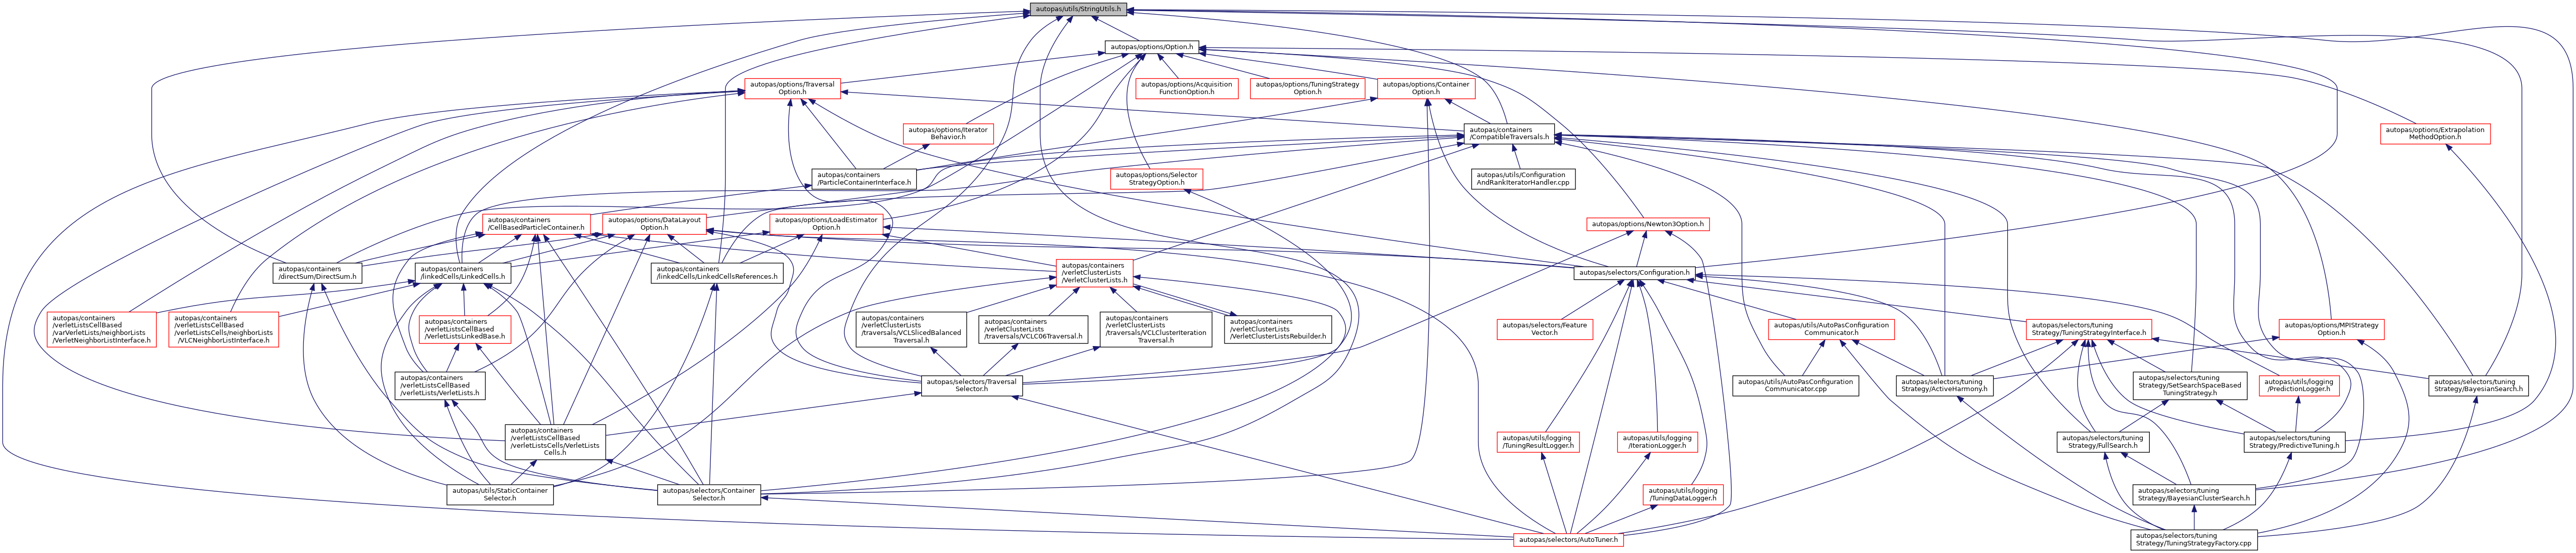 autopas/utils/StringUtils.h
autopas/options/Option.h
autopas/options/Traversal
Option.h
autopas/options/Acquisition
FunctionOption.h
autopas/options/TuningStrategy
Option.h
autopas/options/Container
Option.h
autopas/options/Iterator
Behavior.h
autopas/containers
/CompatibleTraversals.h
autopas/options/Extrapolation
MethodOption.h
autopas/containers
/ParticleContainerInterface.h
autopas/options/Selector
StrategyOption.h
autopas/utils/Configuration
AndRankIteratorHandler.cpp
autopas/containers
/CellBasedParticleContainer.h
autopas/options/DataLayout
Option.h
autopas/options/LoadEstimator
Option.h
autopas/options/Newton3Option.h
autopas/containers
/directSum/DirectSum.h
autopas/containers
/linkedCells/LinkedCells.h
autopas/containers
/linkedCells/LinkedCellsReferences.h
autopas/containers
/verletClusterLists
/VerletClusterLists.h
autopas/selectors/Configuration.h
autopas/containers
/verletListsCellBased
/varVerletLists/neighborLists
/VerletNeighborListInterface.h
autopas/containers
/verletListsCellBased
/verletListsCells/neighborLists
/VLCNeighborListInterface.h
autopas/containers
/verletListsCellBased
/verletListsLinkedBase.h
autopas/containers
/verletClusterLists
/traversals/VCLSlicedBalanced
Traversal.h
autopas/containers
/verletClusterLists
/traversals/VCLC06Traversal.h
autopas/containers
/verletClusterLists
/traversals/VCLClusterIteration
Traversal.h
autopas/containers
/verletClusterLists
/VerletClusterListsRebuilder.h
autopas/selectors/Feature
Vector.h
autopas/utils/AutoPasConfiguration
Communicator.h
autopas/selectors/tuning
Strategy/TuningStrategyInterface.h
autopas/options/MPIStrategy
Option.h
autopas/containers
/verletListsCellBased
/verletLists/VerletLists.h
autopas/selectors/Traversal
Selector.h
autopas/utils/AutoPasConfiguration
Communicator.cpp
autopas/selectors/tuning
Strategy/ActiveHarmony.h
autopas/selectors/tuning
Strategy/SetSearchSpaceBased
TuningStrategy.h
autopas/utils/logging
/PredictionLogger.h
autopas/selectors/tuning
Strategy/BayesianSearch.h
autopas/containers
/verletListsCellBased
/verletListsCells/VerletLists
Cells.h
autopas/utils/logging
/TuningResultLogger.h
autopas/utils/logging
/IterationLogger.h
autopas/selectors/tuning
Strategy/FullSearch.h
autopas/selectors/tuning
Strategy/PredictiveTuning.h
autopas/utils/StaticContainer
Selector.h
autopas/selectors/Container
Selector.h
autopas/utils/logging
/TuningDataLogger.h
autopas/selectors/tuning
Strategy/BayesianClusterSearch.h
autopas/selectors/AutoTuner.h
autopas/selectors/tuning
Strategy/TuningStrategyFactory.cpp